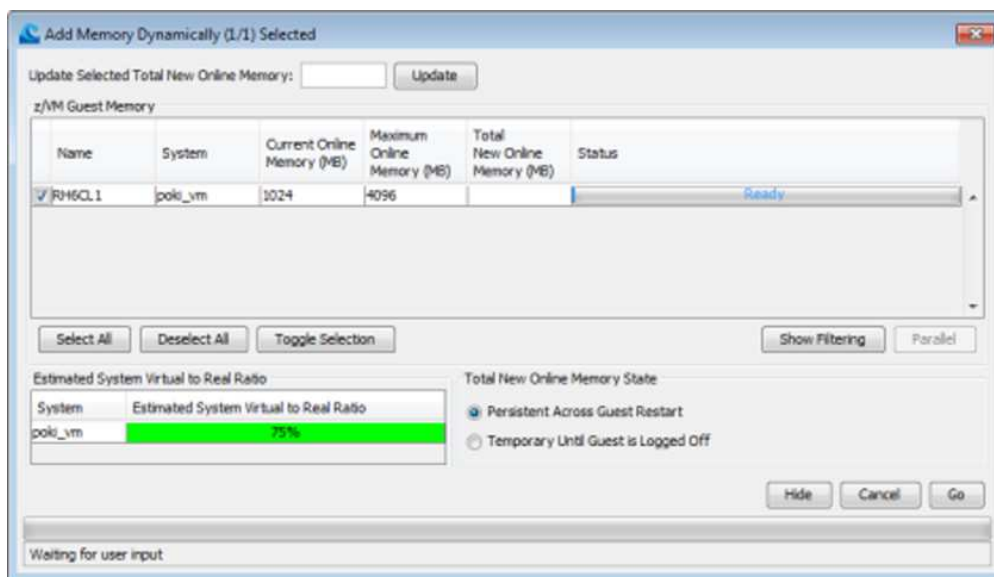 Add Memory Dynamically (1/1) Selected
Update Selected Total New Online Memory: Update
z/VM Guest Memory
Name System Current Online Memory (MB) Maximum Online Memory (MB) Total New Online Memory (MB) Status
RH6CL1 poki_vm 1024 4096 Ready
Select All Deselect All Toggle Selection Show Filtering Parallel
Estimated System Virtual to Real Ratio Total New Online Memory State
System Estimated System Virtual to Real Ratio
poki_vm 75%
Persistent Across Guest Restart
Temporary Until Guest is Logged Off
Hide Cancel Go
Waiting for user input